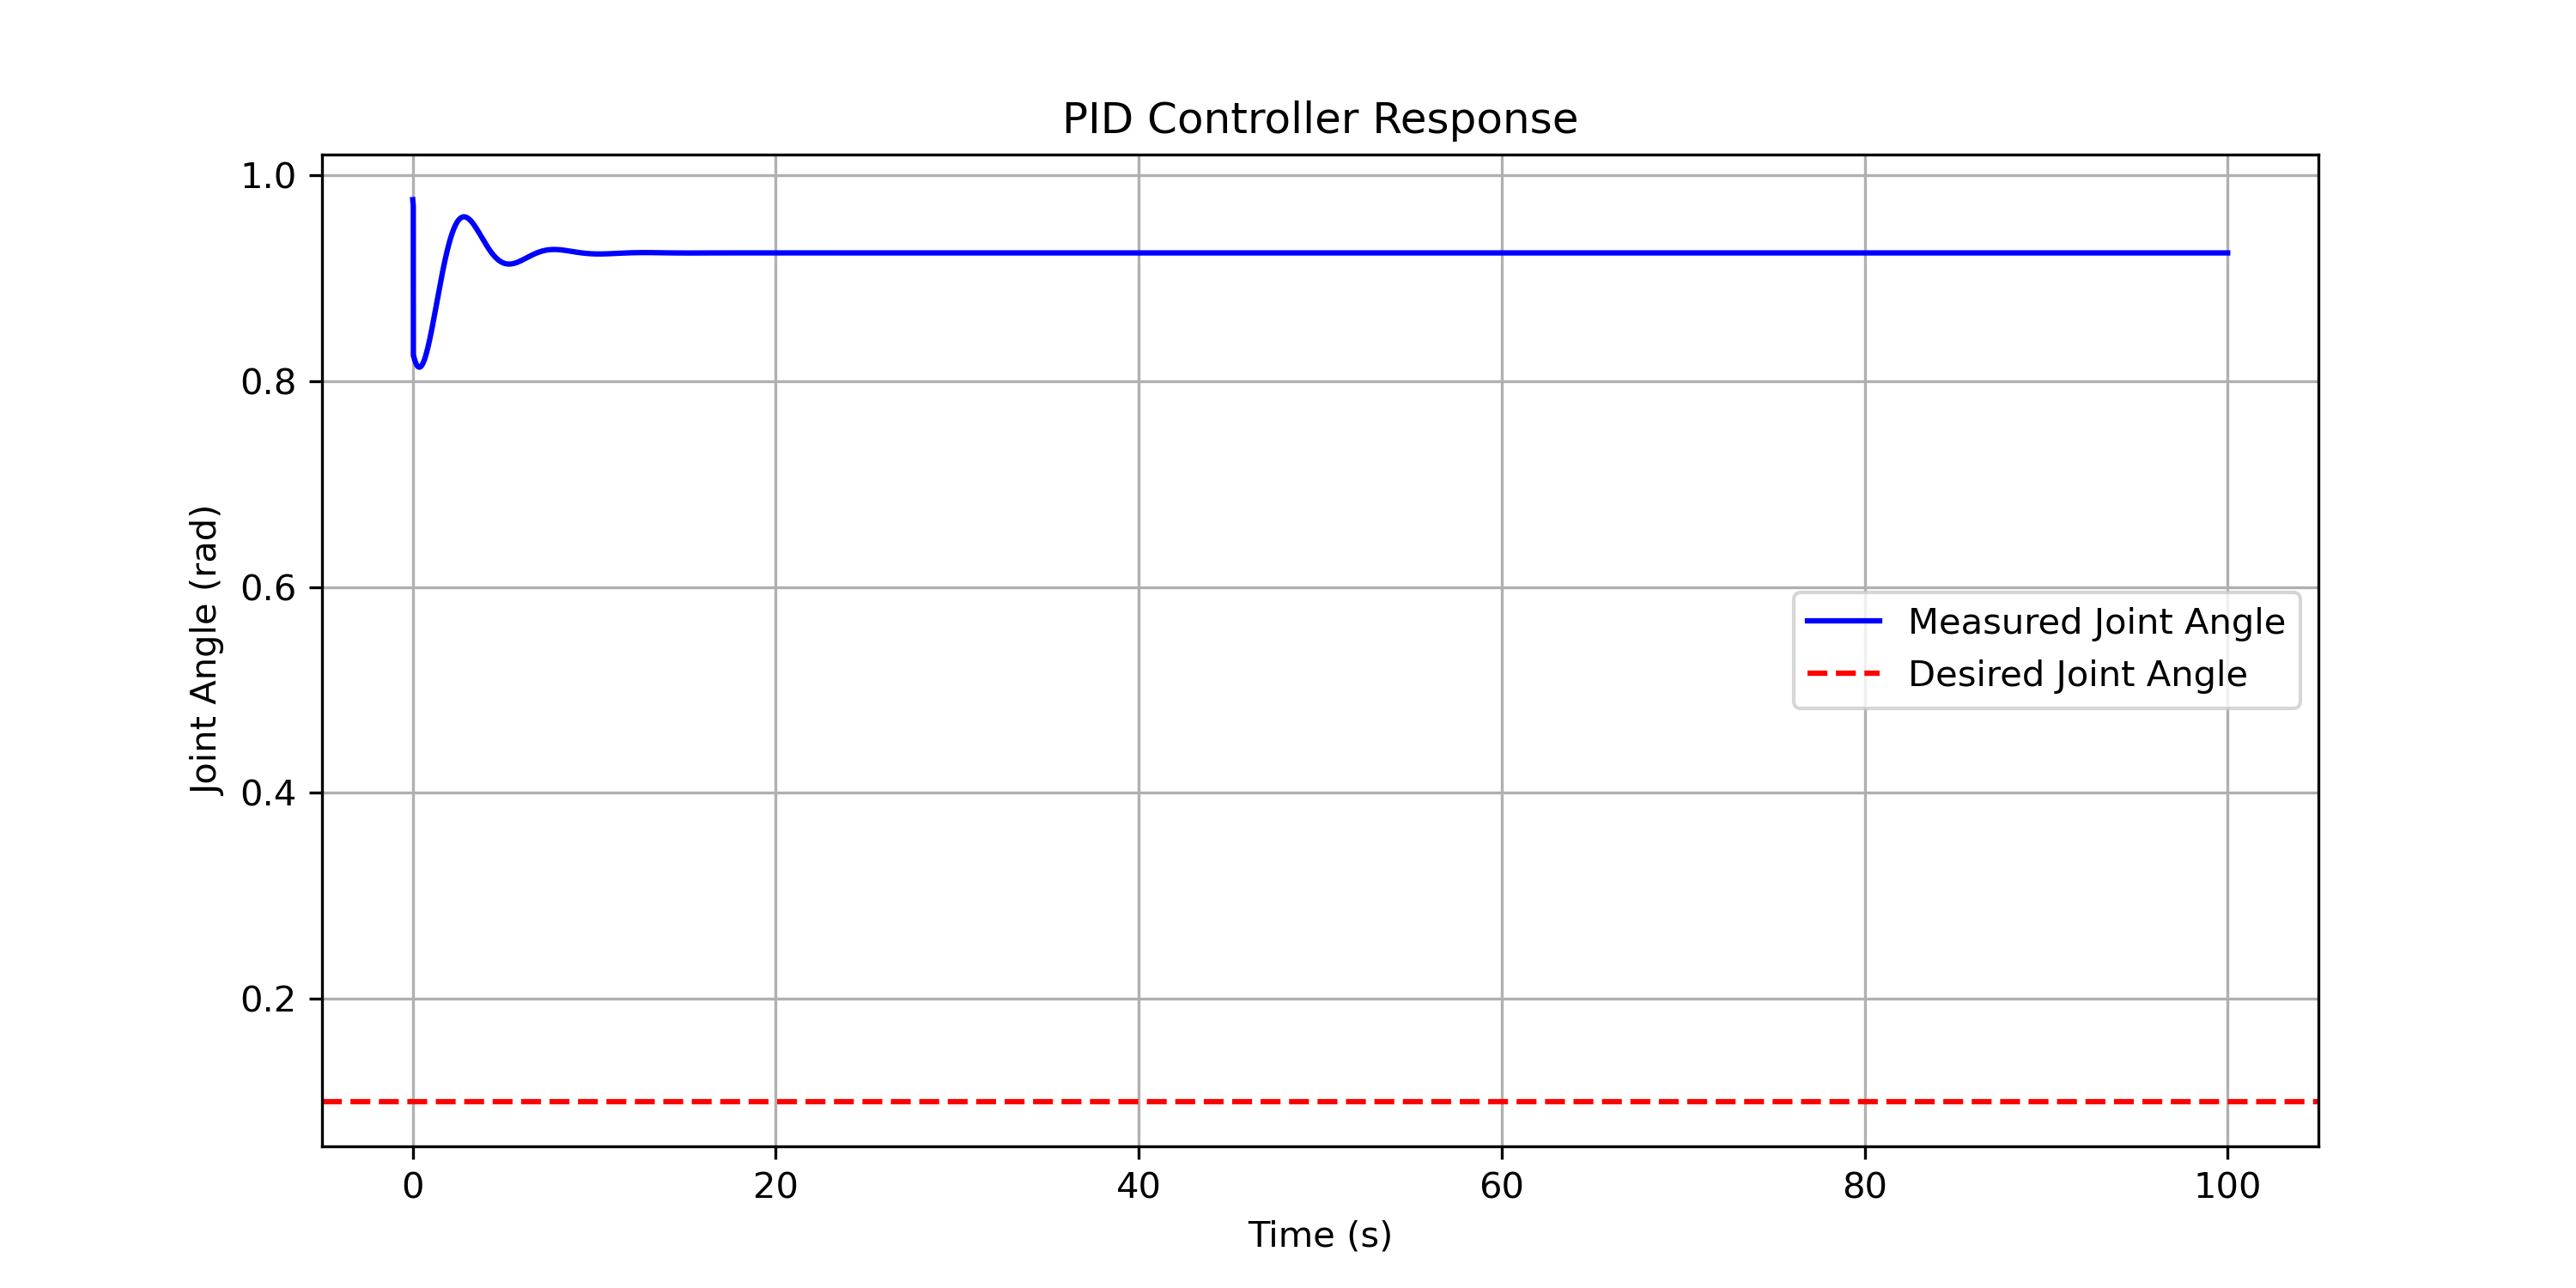 PID Controller Response
1.0
0.8
0.6
0.4
0.2
Joint Angle (rad)
Measured Joint Angle
Desired Joint Angle
0 20 40 60 80 100
Time (s)